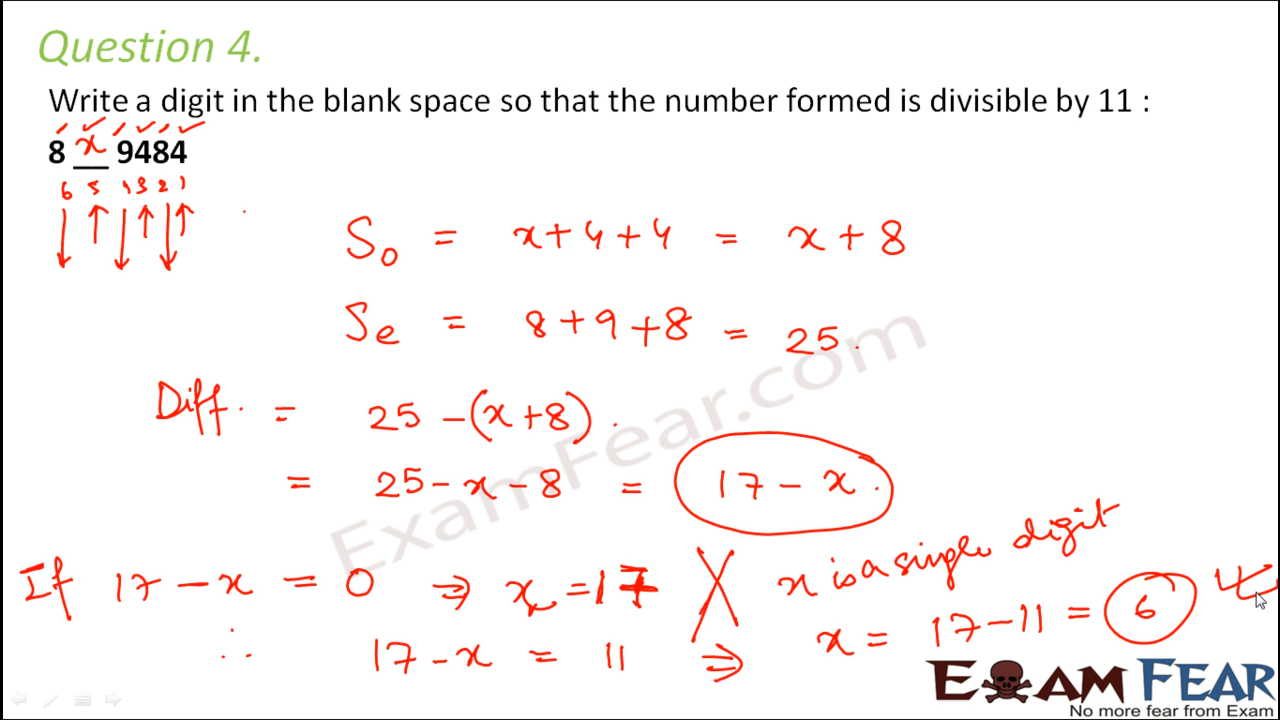 Question 4.
Write a digit in the blank space so that the number formed is divisible by 11 :
8 x 9484
6 5 4 3 2 1
S₀ = x + 4 + 4 = x + 8
Se = 8 + 9 + 8 = 25.
Diff. = 25 - (x + 8).
= 25 - x - 8 = 17 - x.
If 17 - x = 0 ⇒ x = 17 X x is a single digit
∴ 17 - x = 11 ⇒ x = 17 - 11 = 6
ExamFear.com
EXAM FEAR
No more fear from Exam